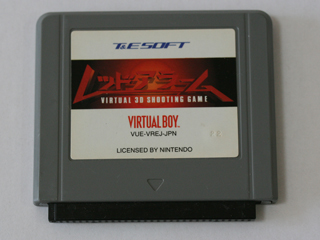 T&E SOFT
レッドアラーム
VIRTUAL 3D SHOOTING GAME
VIRTUAL BOY.
VUE-VREJ-JPN
LICENSED BY NINTENDO